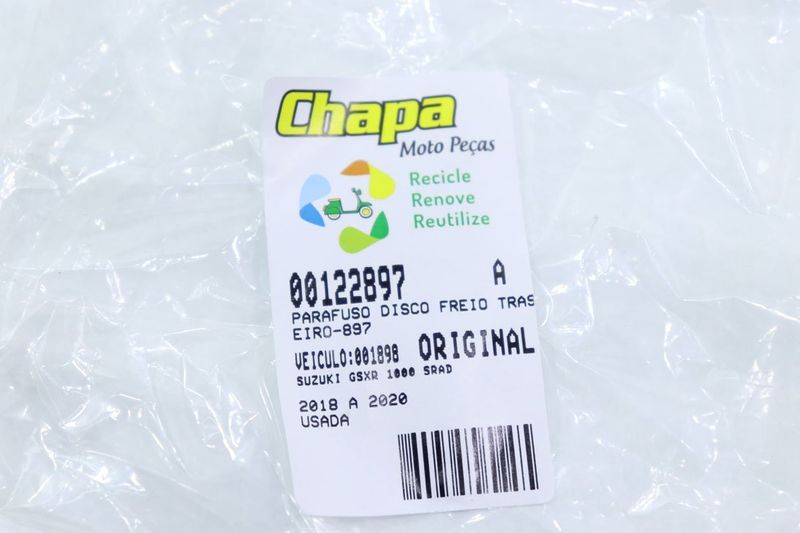 Chapa
Moto Peças
Recicle
Renove
Reutilize
00122897 A
PARAFUSO DISCO FREIO TRAS
EIRO-897
VEICULO:001898 ORIGINAL
SUZUKI GSXR 1000 SRAD
2018 A 2020
USADA